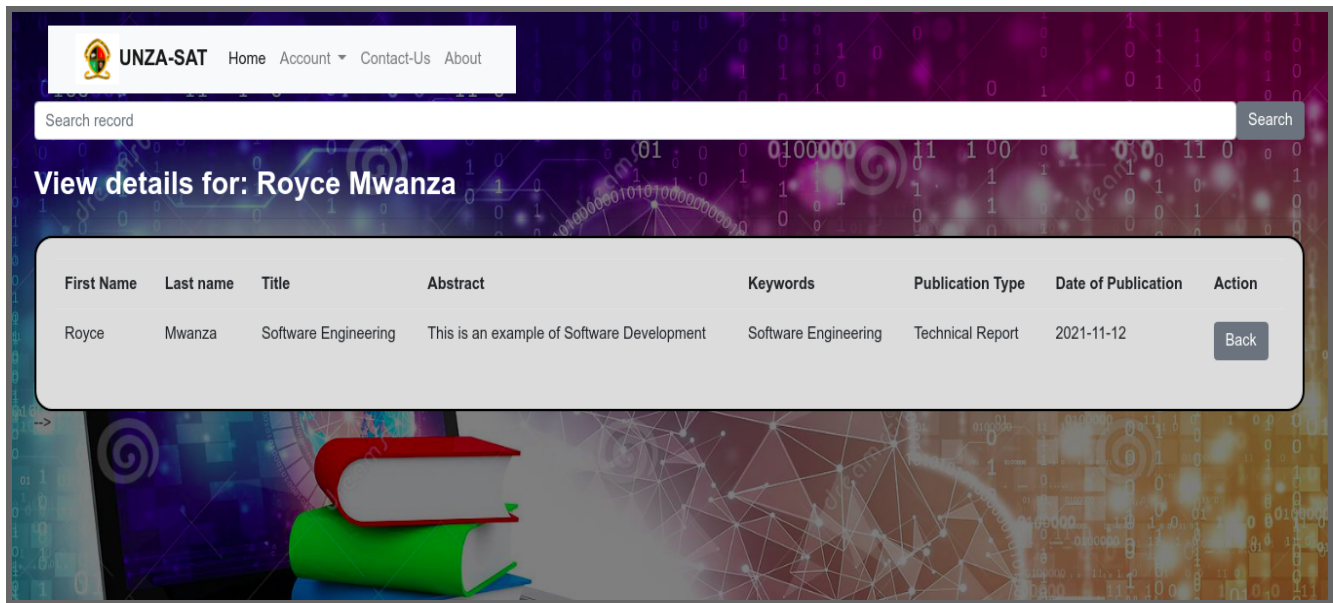 UNZA-SAT Home Account Contact-Us About
Search record Search
View details for: Royce Mwanza
First Name Last name Title Abstract Keywords Publication Type Date of Publication Action
Royce Mwanza Software Engineering This is an example of Software Development Software Engineering Technical Report 2021-11-12 Back
-->